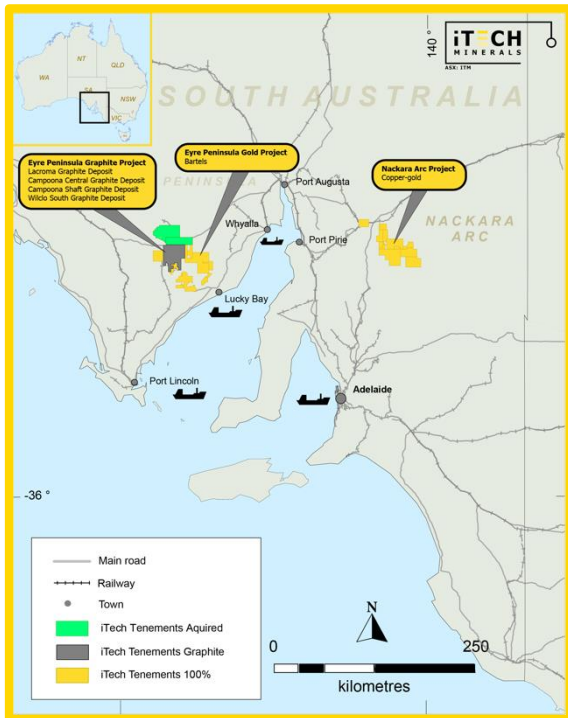 WA
NT
QLD
SA
NSW
VIC
140 °
iTECH
MINERALS
ASX: ITM
SOUTH AUSTRALIA
Eyre Peninsula Graphite Project
Lacroma Graphite Deposit
Campoona Central Graphite Deposit
Campoona Shaft Graphite Deposit
Wilclo South Graphite Deposit
Eyre Peninsula Gold Project
Bartels
Nackara Arc Project
Copper-gold
PENINSULA
Port Augusta
Whyalla
Port Pirie
NACKARA
ARC
Lucky Bay
Port Lincoln
Adelaide
-36 °
Main road
Railway
Town
iTech Tenements Aquired
iTech Tenements Graphite
iTech Tenements 100%
N
0
250
kilometres